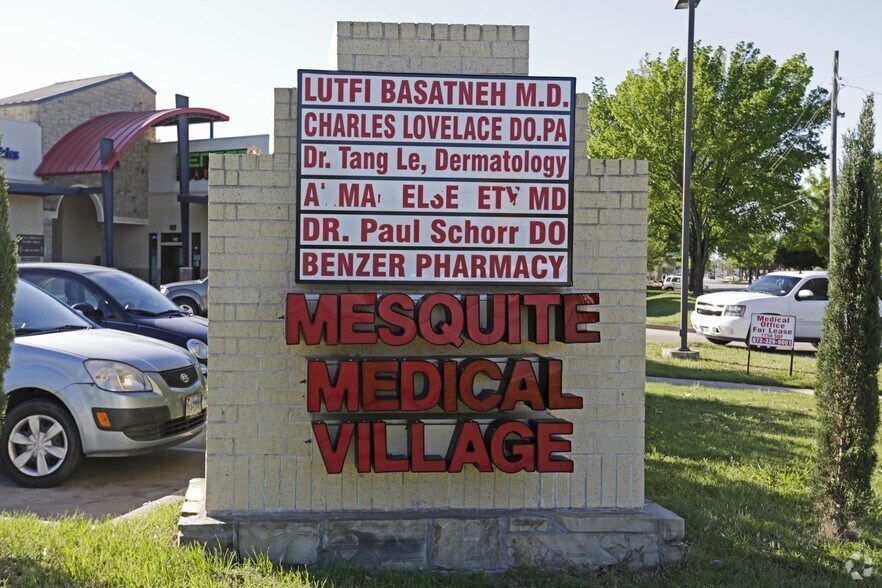 LUTFI BASATNEH M.D.
CHARLES LOVELACE DO.PA
Dr. Tang Le, Dermatology
MD
DR. Paul Schorr DO
BENZER PHARMACY
MESQUITE
MEDICAL
VILLAGE
Medical
Office
For Lease